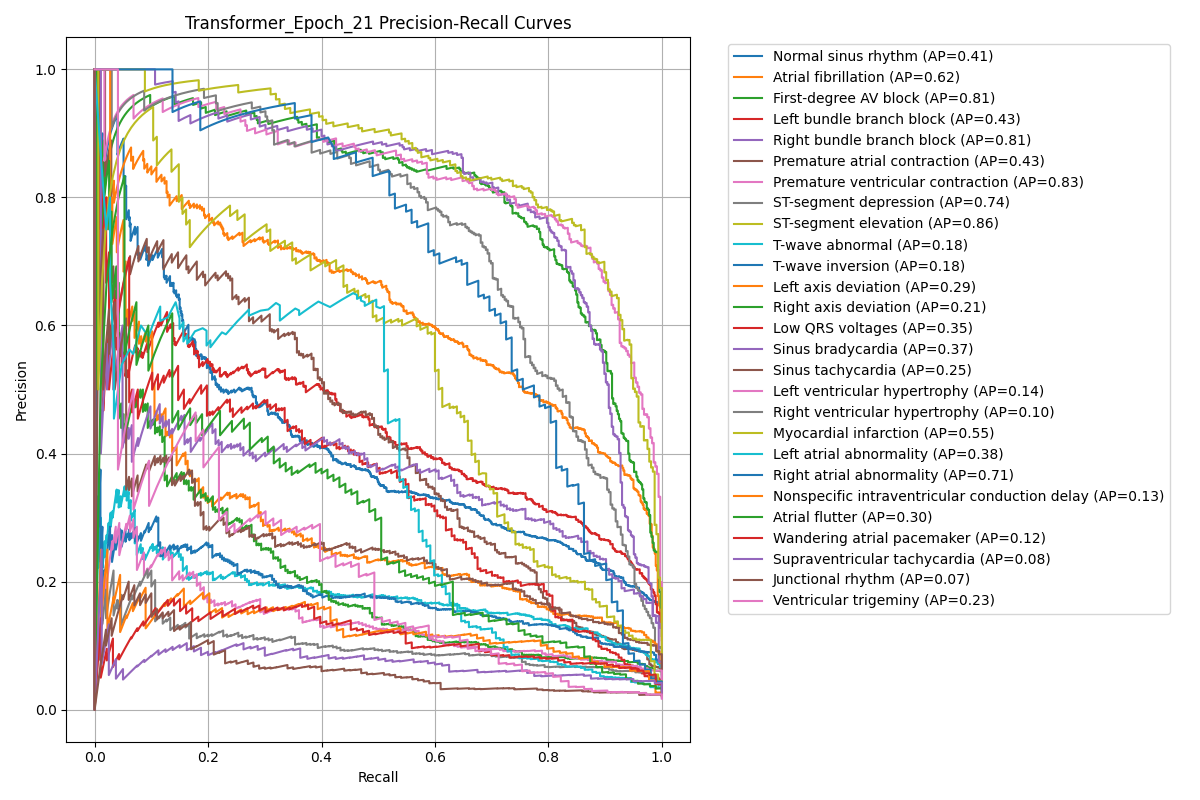 Transformer_Epoch_21 Precision-Recall Curves
1.0
0.8
0.6
0.4
0.2
0.0
Precision
0.0 0.2 0.4 0.6 0.8 1.0
Recall
Normal sinus rhythm (AP=0.41)
Atrial fibrillation (AP=0.62)
First-degree AV block (AP=0.81)
Left bundle branch block (AP=0.43)
Right bundle branch block (AP=0.81)
Premature atrial contraction (AP=0.43)
Premature ventricular contraction (AP=0.83)
ST-segment depression (AP=0.74)
ST-segment elevation (AP=0.86)
T-wave abnormal (AP=0.18)
T-wave inversion (AP=0.18)
Left axis deviation (AP=0.29)
Right axis deviation (AP=0.21)
Low QRS voltages (AP=0.35)
Sinus bradycardia (AP=0.37)
Sinus tachycardia (AP=0.25)
Left ventricular hypertrophy (AP=0.14)
Right ventricular hypertrophy (AP=0.10)
Myocardial infarction (AP=0.55)
Left atrial abnormality (AP=0.38)
Right atrial abnormality (AP=0.71)
Nonspecific intraventricular conduction delay (AP=0.13)
Atrial flutter (AP=0.30)
Wandering atrial pacemaker (AP=0.12)
Supraventricular tachycardia (AP=0.08)
Junctional rhythm (AP=0.07)
Ventricular trigeminy (AP=0.23)